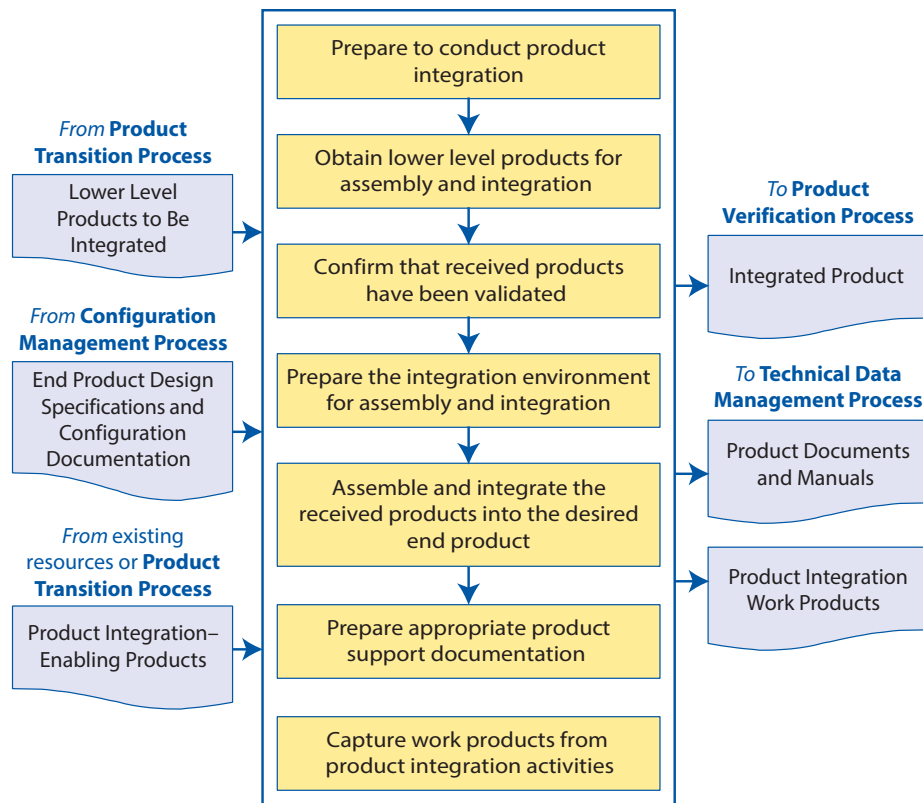 From Product
Transition Process
Lower Level
Products to Be
Integrated
From Configuration
Management Process
End Product Design
Specifications and
Configuration
Documentation
From existing
resources or Product
Transition Process
Product Integration–
Enabling Products
Prepare to conduct product
integration
Obtain lower level products for
assembly and integration
Confirm that received products
have been validated
Prepare the integration environment
for assembly and integration
Assemble and integrate the
received products into the desired
end product
Prepare appropriate product
support documentation
Capture work products from
product integration activities
To Product
Verification Process
Integrated Product
To Technical Data
Management Process
Product Documents
and Manuals
Product Integration
Work Products